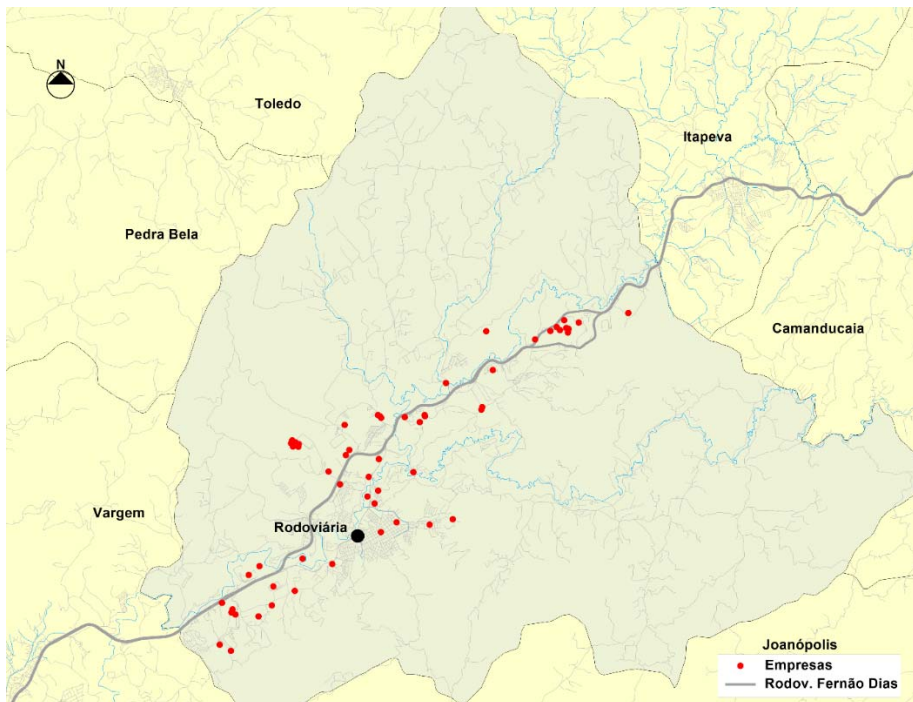 N
Toledo
Itapeva
Pedra Bela
Camanducaia
Vargem
Rodoviária
Joanópolis
Empresas
Rodov. Fernão Dias